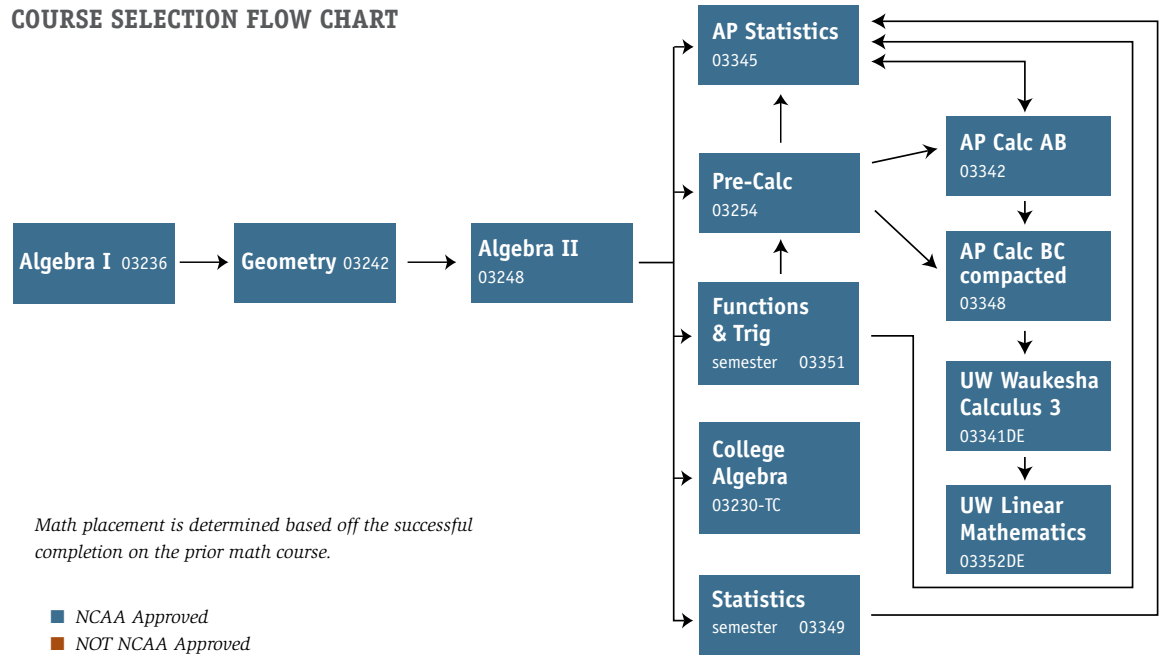 COURSE SELECTION FLOW CHART
AP Statistics
03345
AP Calc AB
03342
Pre-Calc
03254
Algebra I 03236
Geometry 03242
Algebra II
03248
AP Calc BC
compacted
03348
Functions
& Trig
semester 03351
UW Waukesha
Calculus 3
03341DE
College
Algebra
03230-TC
UW Linear
Mathematics
03352DE
Statistics
semester 03349
Math placement is determined based off the successful
completion on the prior math course.
NCAA Approved
NOT NCAA Approved